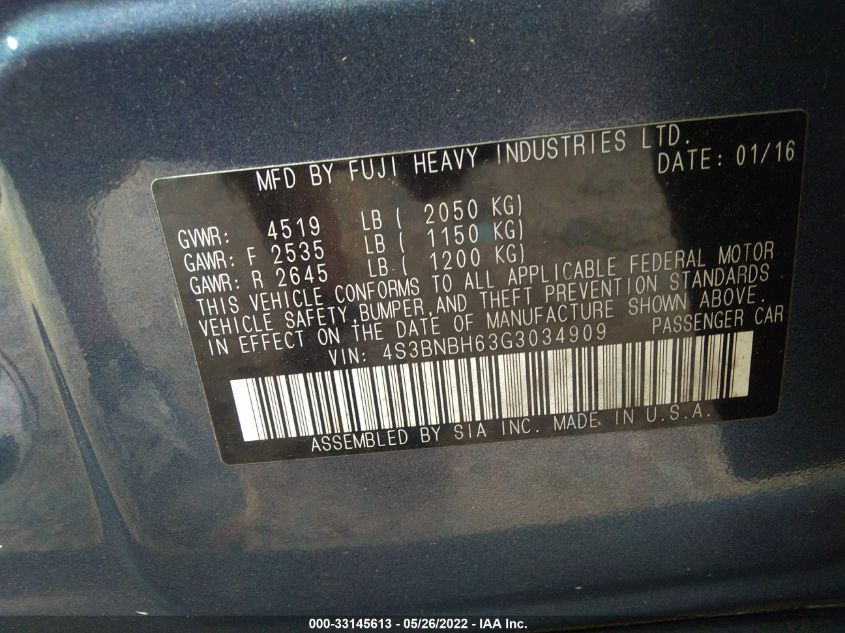 MFD BY FUJI HEAVY INDUSTRIES LTD.
DATE: 01/16
GVWR: 4519 LB ( 2050 KG)
GAWR: F 2535 LB ( 1150 KG)
GAWR: R 2645 LB ( 1200 KG)
THIS VEHICLE CONFORMS TO ALL APPLICABLE FEDERAL MOTOR
VEHICLE SAFETY,BUMPER,AND THEFT PREVENTION STANDARDS
IN EFFECT ON THE DATE OF MANUFACTURE SHOWN ABOVE.
VIN: 4S3BNBH63G3034909 PASSENGER CAR
ASSEMBLED BY SIA INC. MADE IN U.S.A.
000-33145613 - 05/26/2022 - IAA Inc.